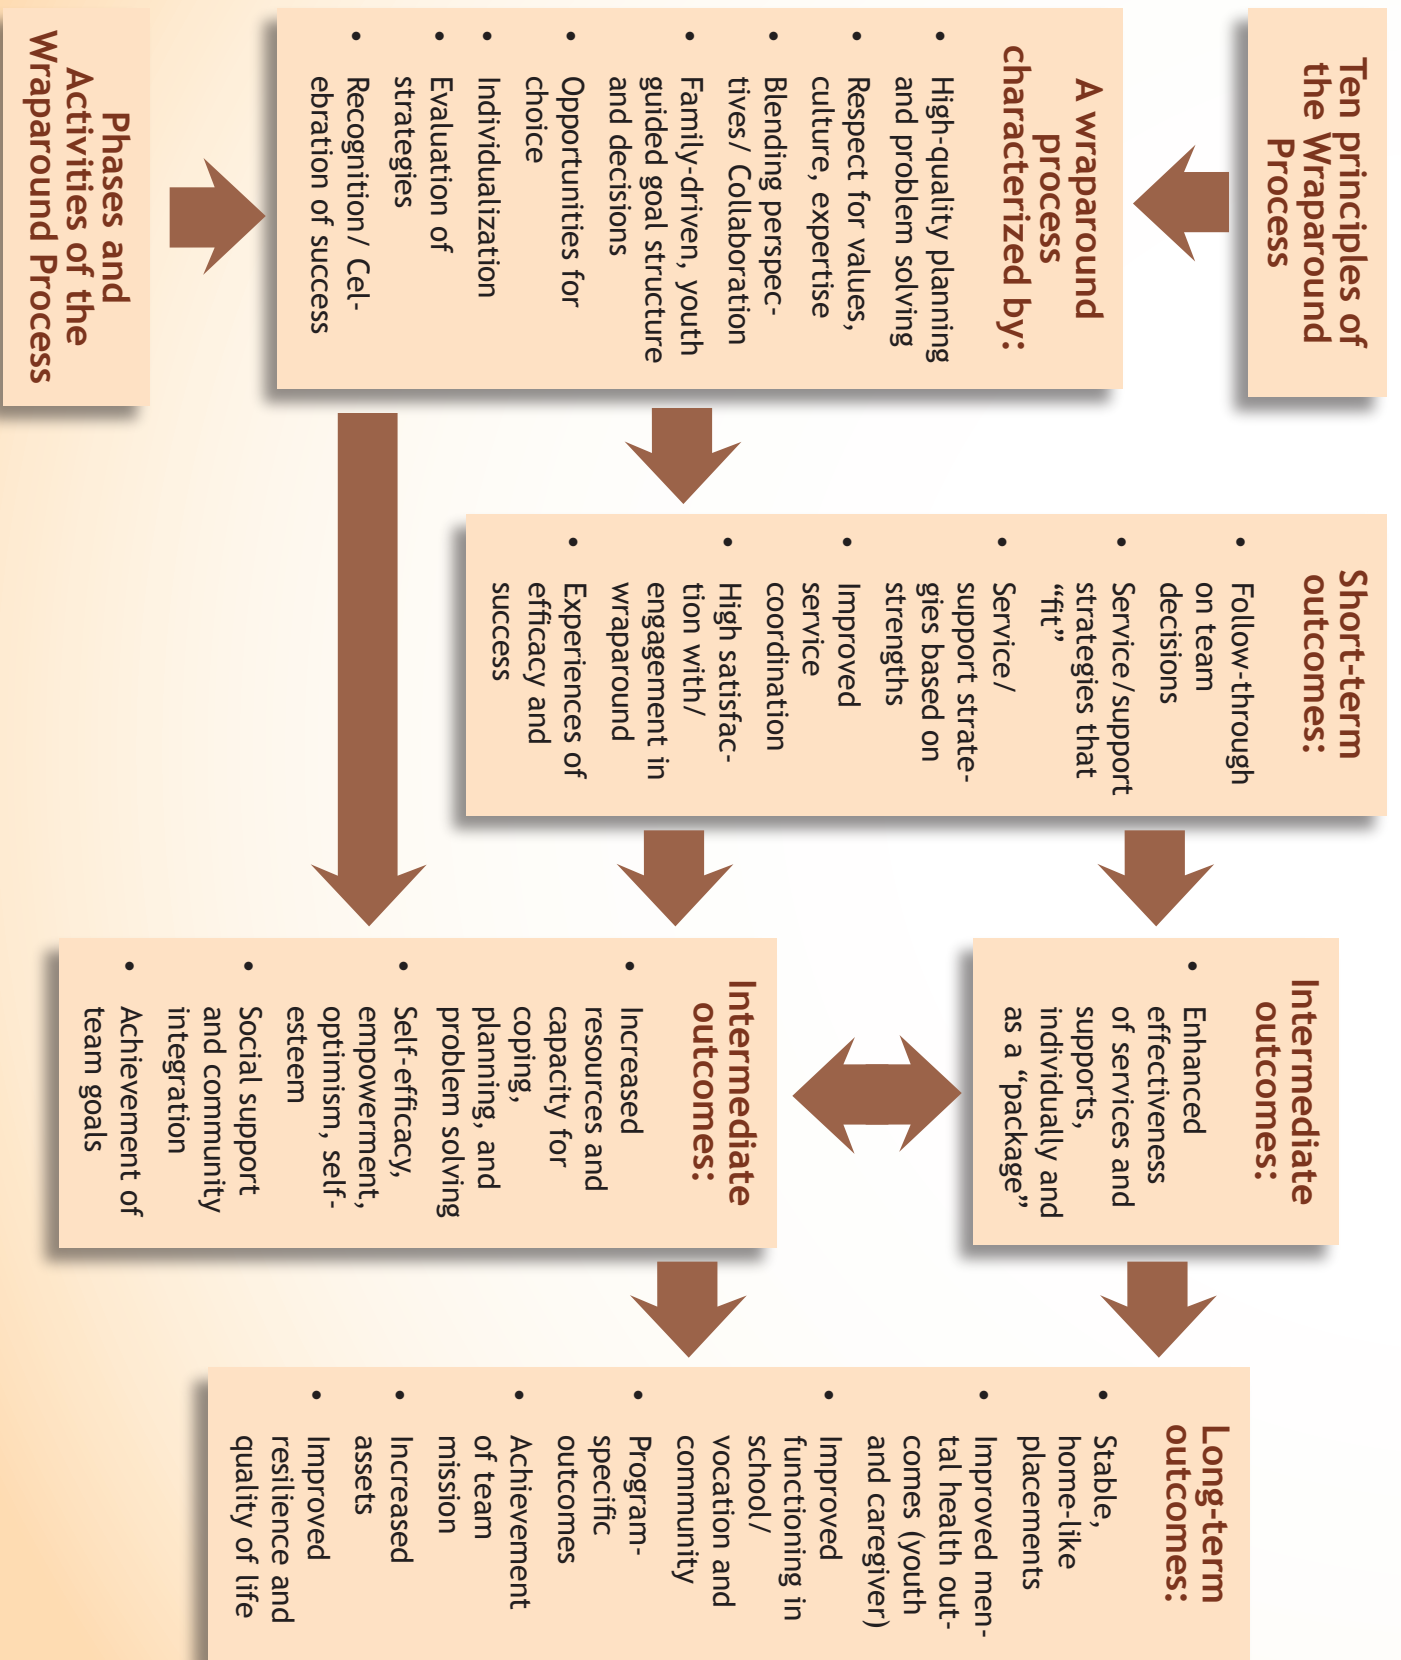 Ten principles of
the Wraparound
Process
A wraparound
process
characterized by:
• High-quality planning
and problem solving
• Respect for values,
culture, expertise
• Blending perspec-
tives/ Collaboration
• Family-driven, youth
guided goal structure
and decisions
• Opportunities for
choice
• Individualization
• Evaluation of
strategies
• Recognition/ Cel-
ebration of success
Phases and
Activities of the
Wraparound Process
Short-term
outcomes:
• Follow-through
on team
decisions
• Service/support
strategies that
“fit”
• Service/
support strate-
gies based on
strengths
• Improved
service
coordination
• High satisfac-
tion with/
engagement in
wraparound
• Experiences of
efficacy and
success
Intermediate
outcomes:
• Enhanced
effectiveness
of services and
supports,
individually and
as a “package”
Intermediate
outcomes:
• Increased
resources and
capacity for
coping,
planning, and
problem solving
• Self-efficacy,
empowerment,
optimism, self-
esteem
• Social support
and community
integration
• Achievement of
team goals
Long-term
outcomes:
• Stable,
home-like
placements
• Improved men-
tal health out-
comes (youth
and caregiver)
• Improved
functioning in
school/
vocation and
community
• Program-
specific
outcomes
• Achievement
of team
mission
• Increased
assets
• Improved
resilience and
quality of life